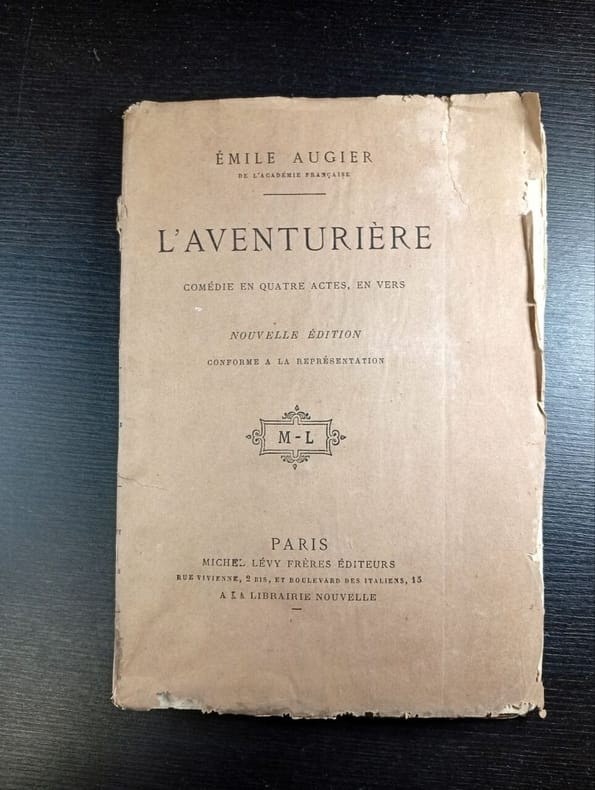 ÉMILE AUGIER
DE L'ACADÉMIE FRANÇAISE
L'AVENTURIÈRE
COMÉDIE EN QUATRE ACTES, EN VERS
NOUVELLE ÉDITION
CONFORME A LA REPRÉSENTATION
M-L
PARIS
MICHEL LÉVY FRÈRES ÉDITEURS
RUE VIVIENNE, 2 BIS, ET BOULEVARD DES ITALIENS, 15
A LA LIBRAIRIE NOUVELLE